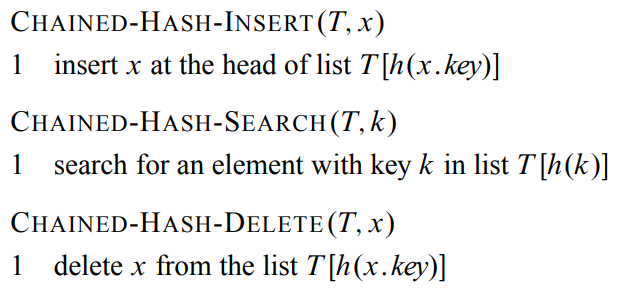 CHAINED-HASH-INSERT(T, x)
1 insert x at the head of list T[h(x.key)]
CHAINED-HASH-SEARCH(T, k)
1 search for an element with key k in list T[h(k)]
CHAINED-HASH-DELETE(T, x)
1 delete x from the list T[h(x.key)]